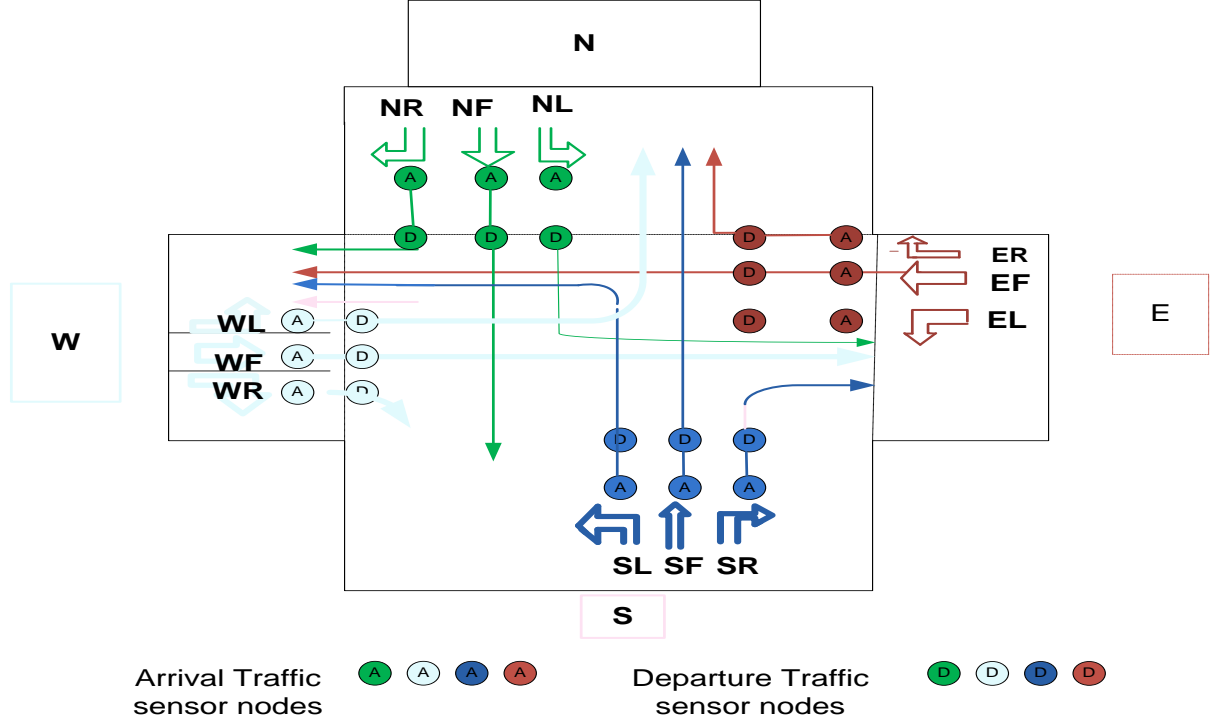 N
NR NF NL
A A A
D D D D A
ER
D A EF
WL A D D A EL
W E
WF A D
WR A D
D D D
A A A
SL SF SR
S
Arrival Traffic A A A A Departure Traffic D D D D
sensor nodes sensor nodes